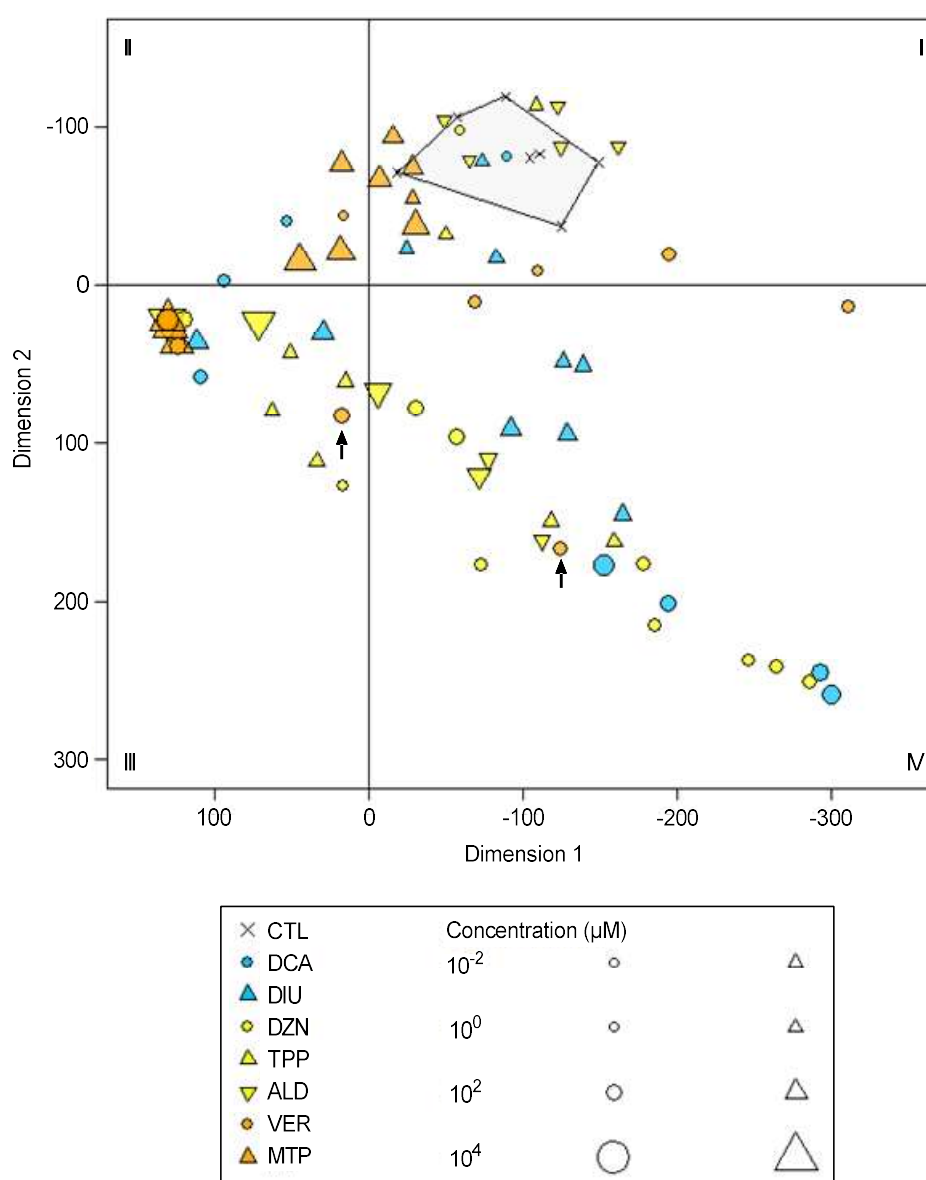 II I
-100
0
100
200
300
Dimension 2
III IV
100 0 -100 -200 -300
Dimension 1
CTL Concentration (µM)
DCA 10⁻²
DIU
DZN 10⁰
TPP
ALD 10²
VER
MTP 10⁴